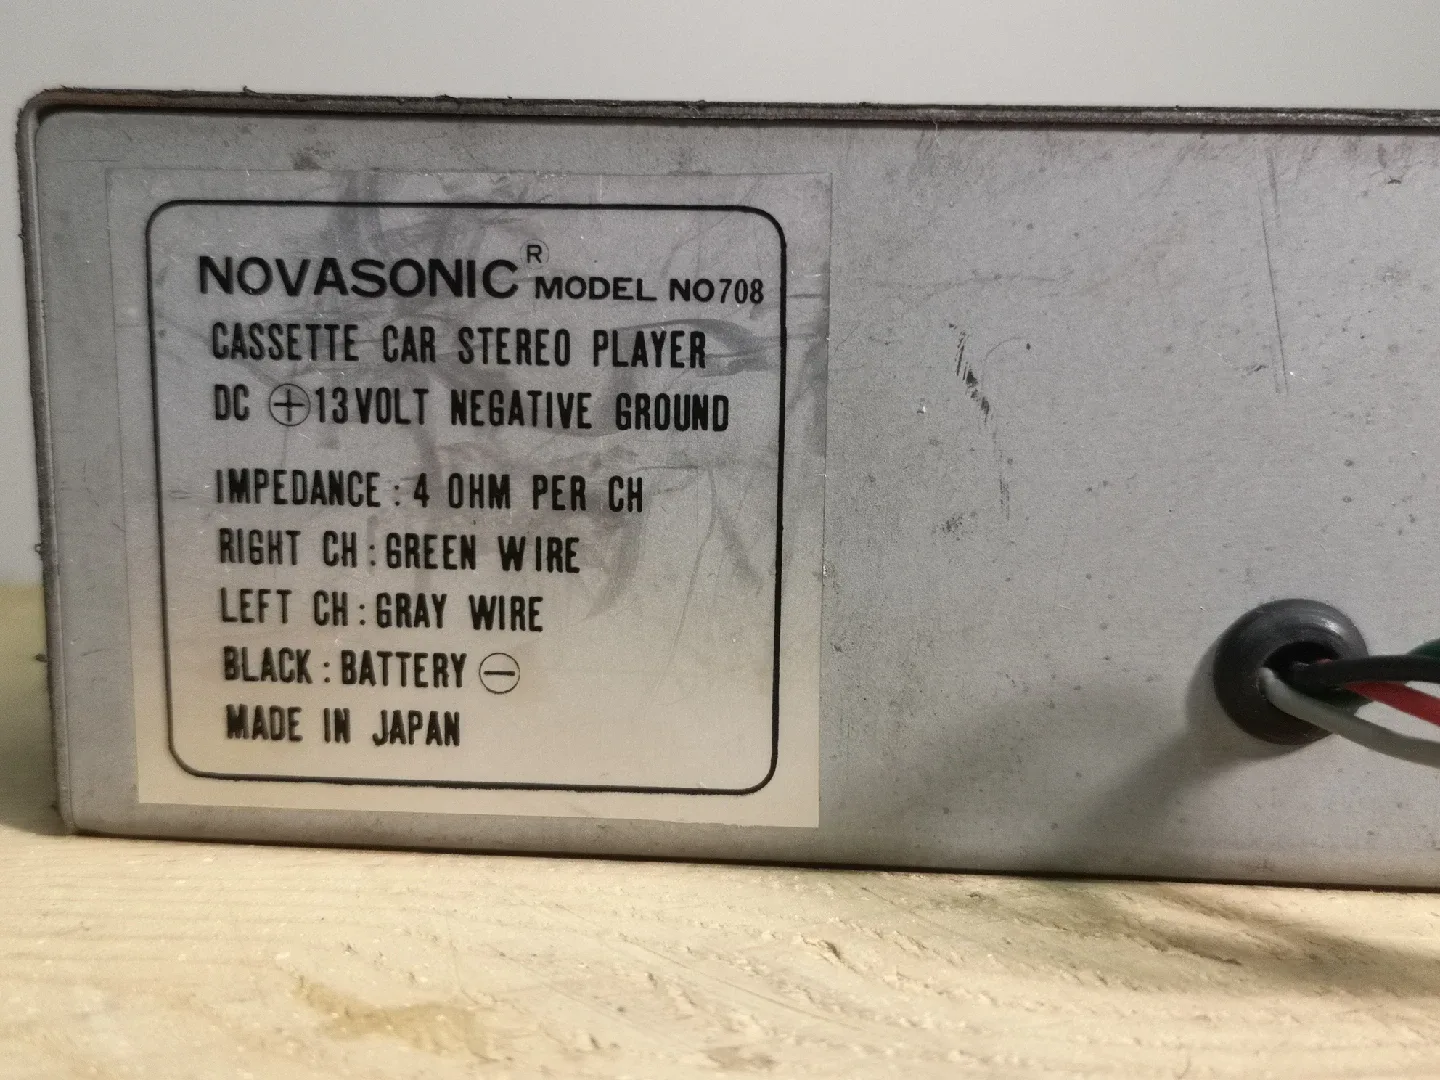 NOVASONIC® MODEL NO708
CASSETTE CAR STEREO PLAYER
DC ⊕13VOLT NEGATIVE GROUND
IMPEDANCE : 4 OHM PER CH
RIGHT CH : GREEN WIRE
LEFT CH : GRAY WIRE
BLACK : BATTERY ⊖
MADE IN JAPAN